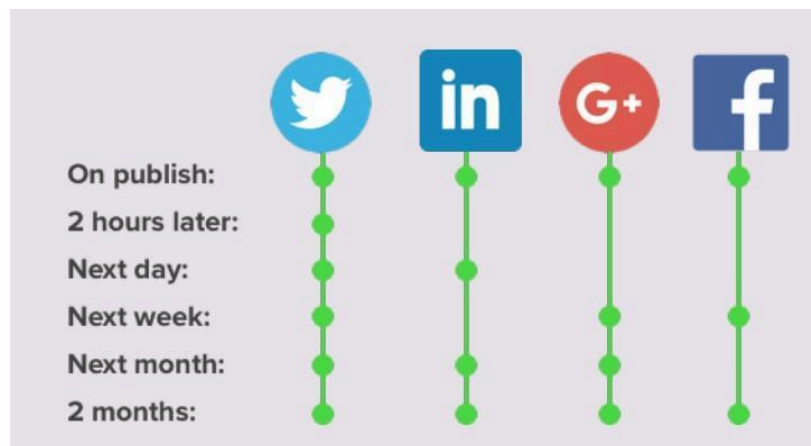 in G+ f
On publish:
2 hours later:
Next day:
Next week:
Next month:
2 months: